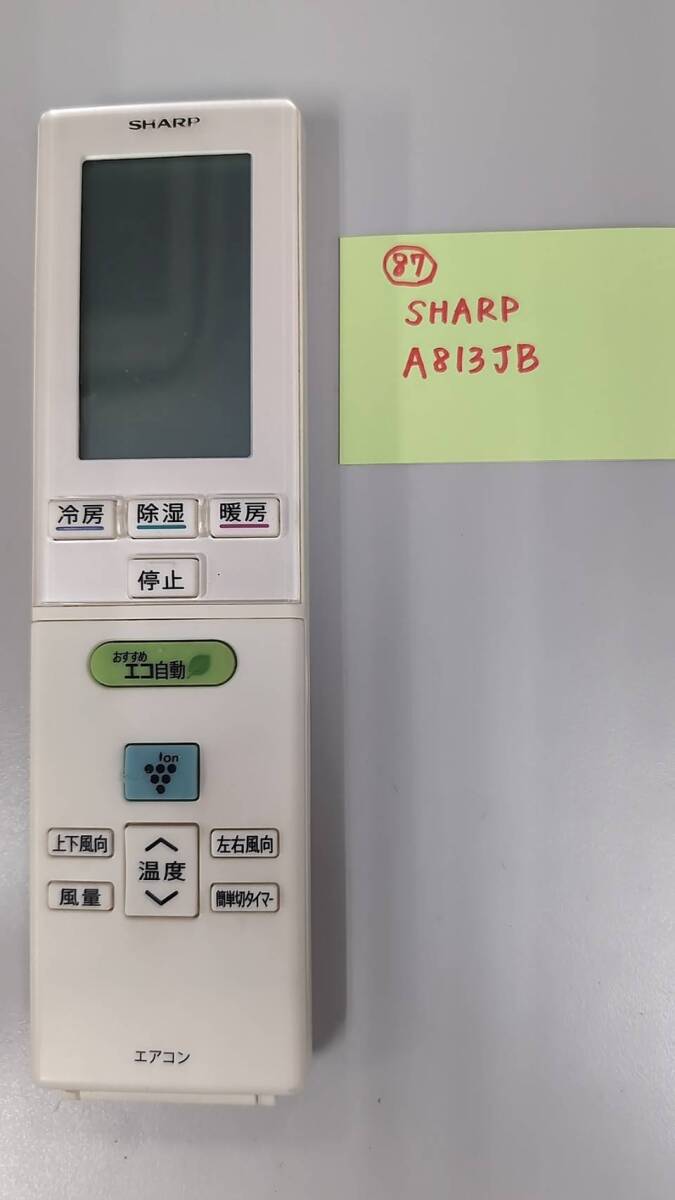 SHARP
冷房 除湿 暖房
停止
おすすめ
エコ自動
ion
上下風向 温度 左右風向
風量 簡単切タイマー
エアコン
87
SHARP
A813JB